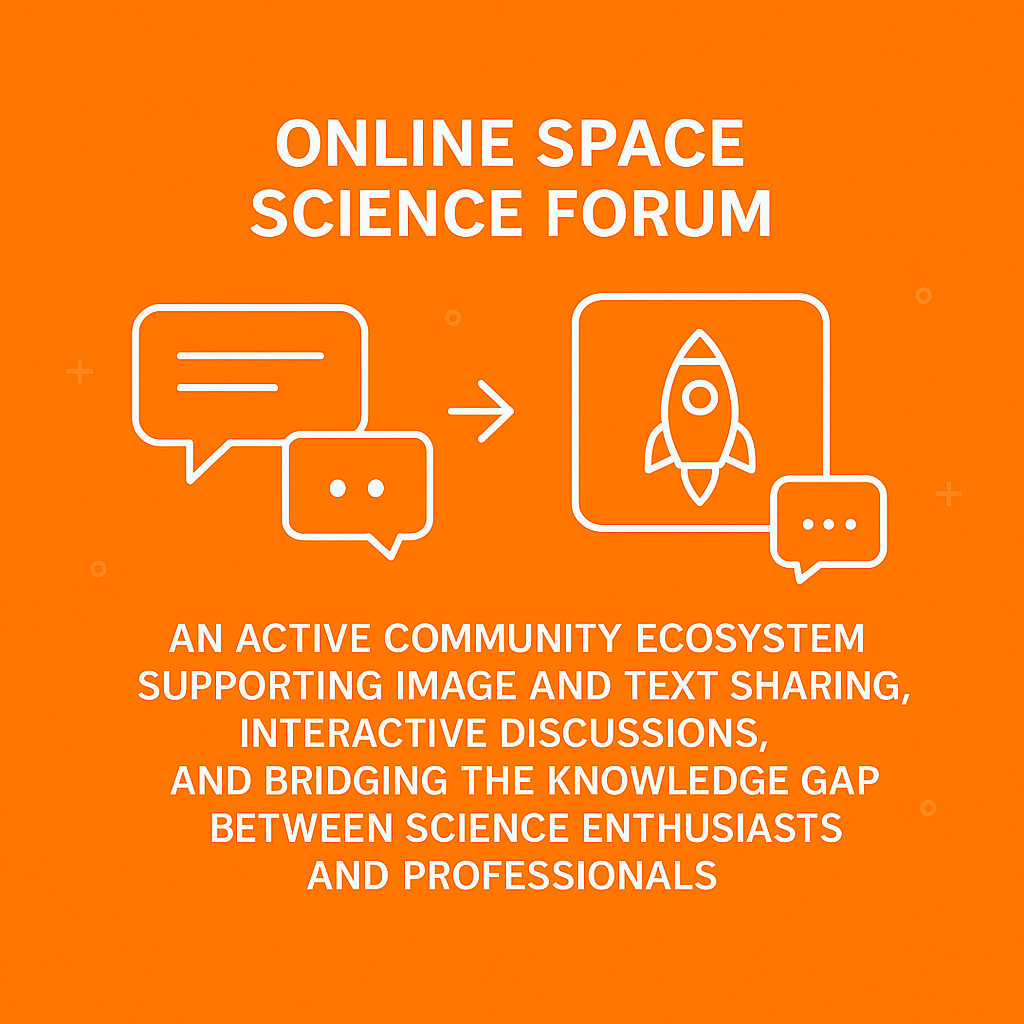 ONLINE SPACE
SCIENCE FORUM
AN ACTIVE COMMUNITY ECOSYSTEM
SUPPORTING IMAGE AND TEXT SHARING,
INTERACTIVE DISCUSSIONS,
AND BRIDGING THE KNOWLEDGE GAP
BETWEEN SCIENCE ENTHUSIASTS
AND PROFESSIONALS